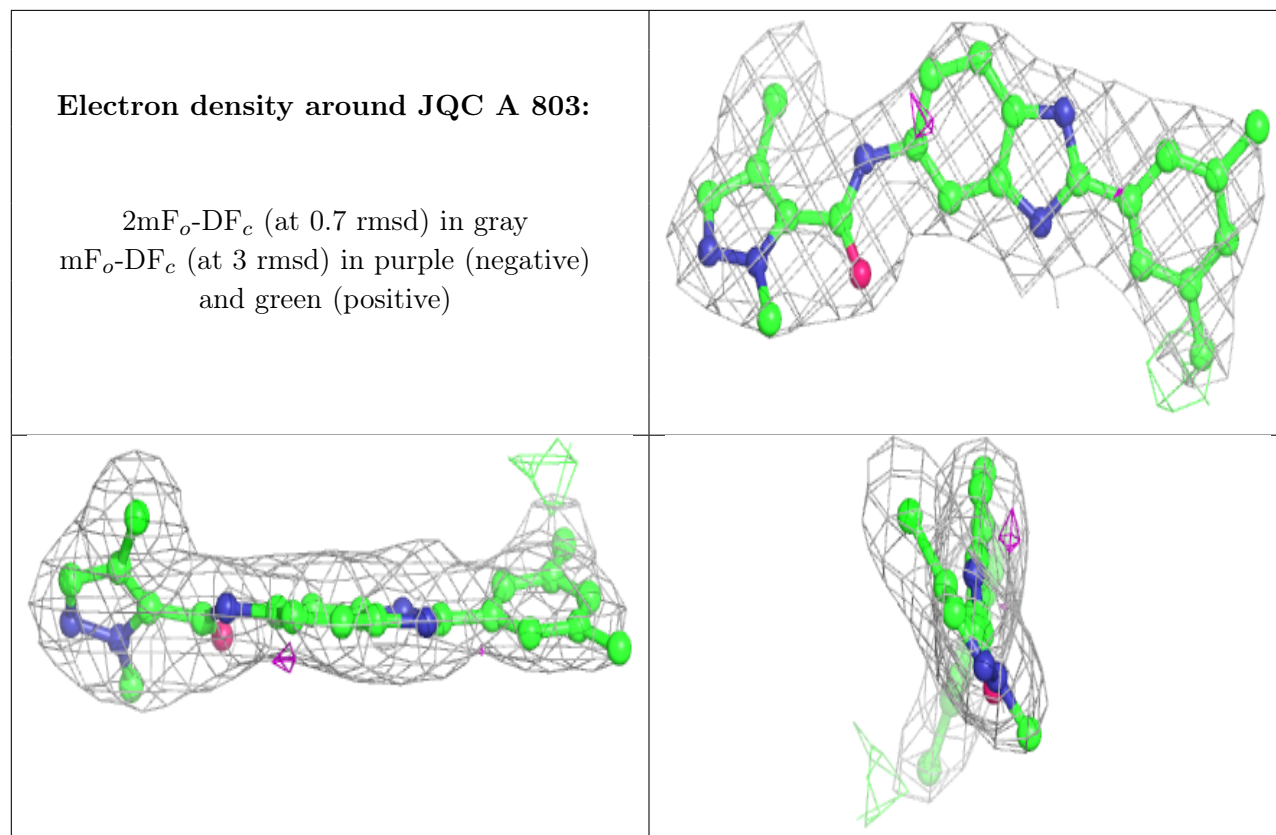 Electron density around JQC A 803:
2mFₒ-DF𝒸 (at 0.7 rmsd) in gray
mFₒ-DF𝒸 (at 3 rmsd) in purple (negative)
and green (positive)